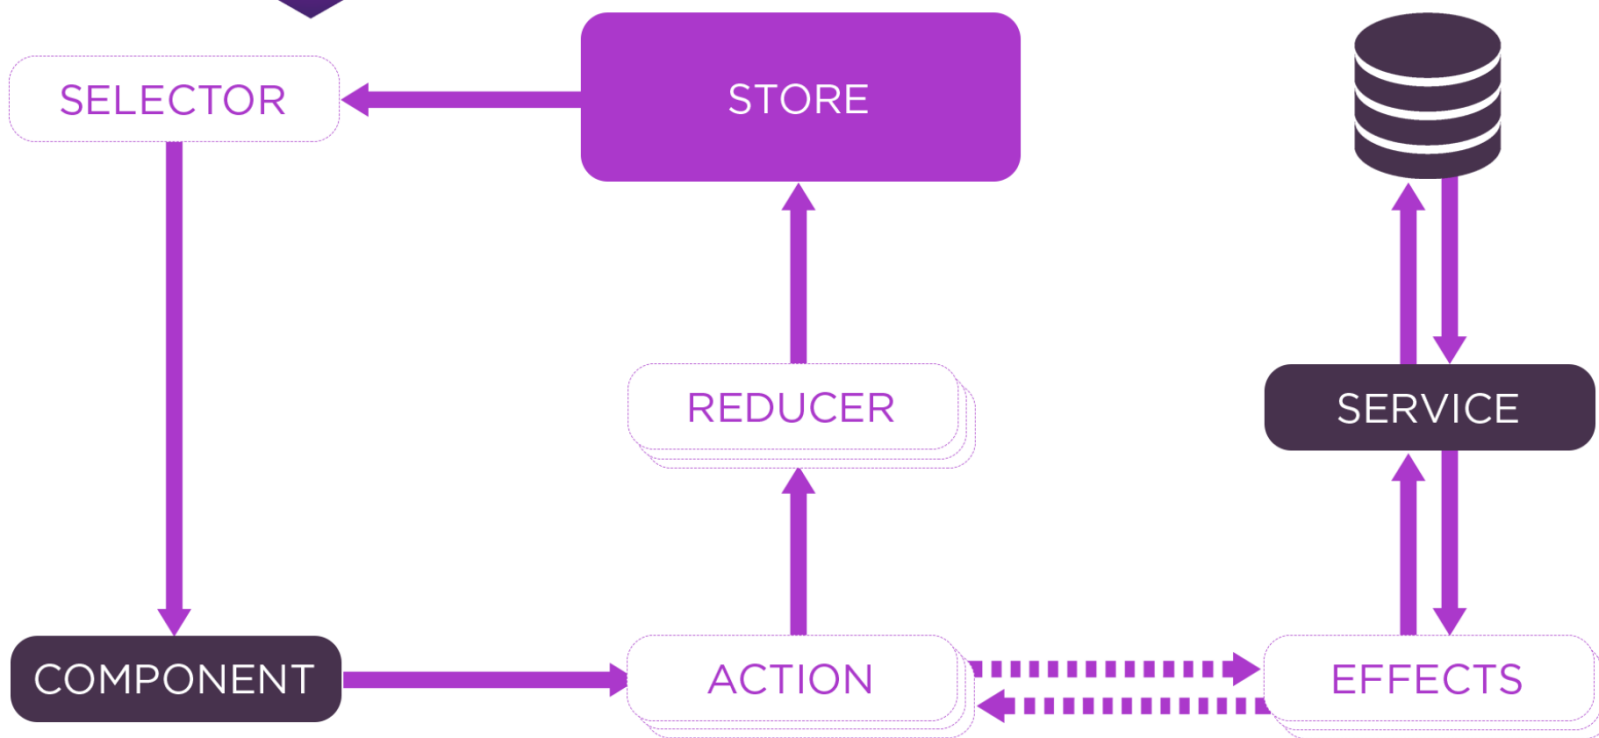 SELECTOR
STORE
REDUCER
SERVICE
COMPONENT
ACTION
EFFECTS